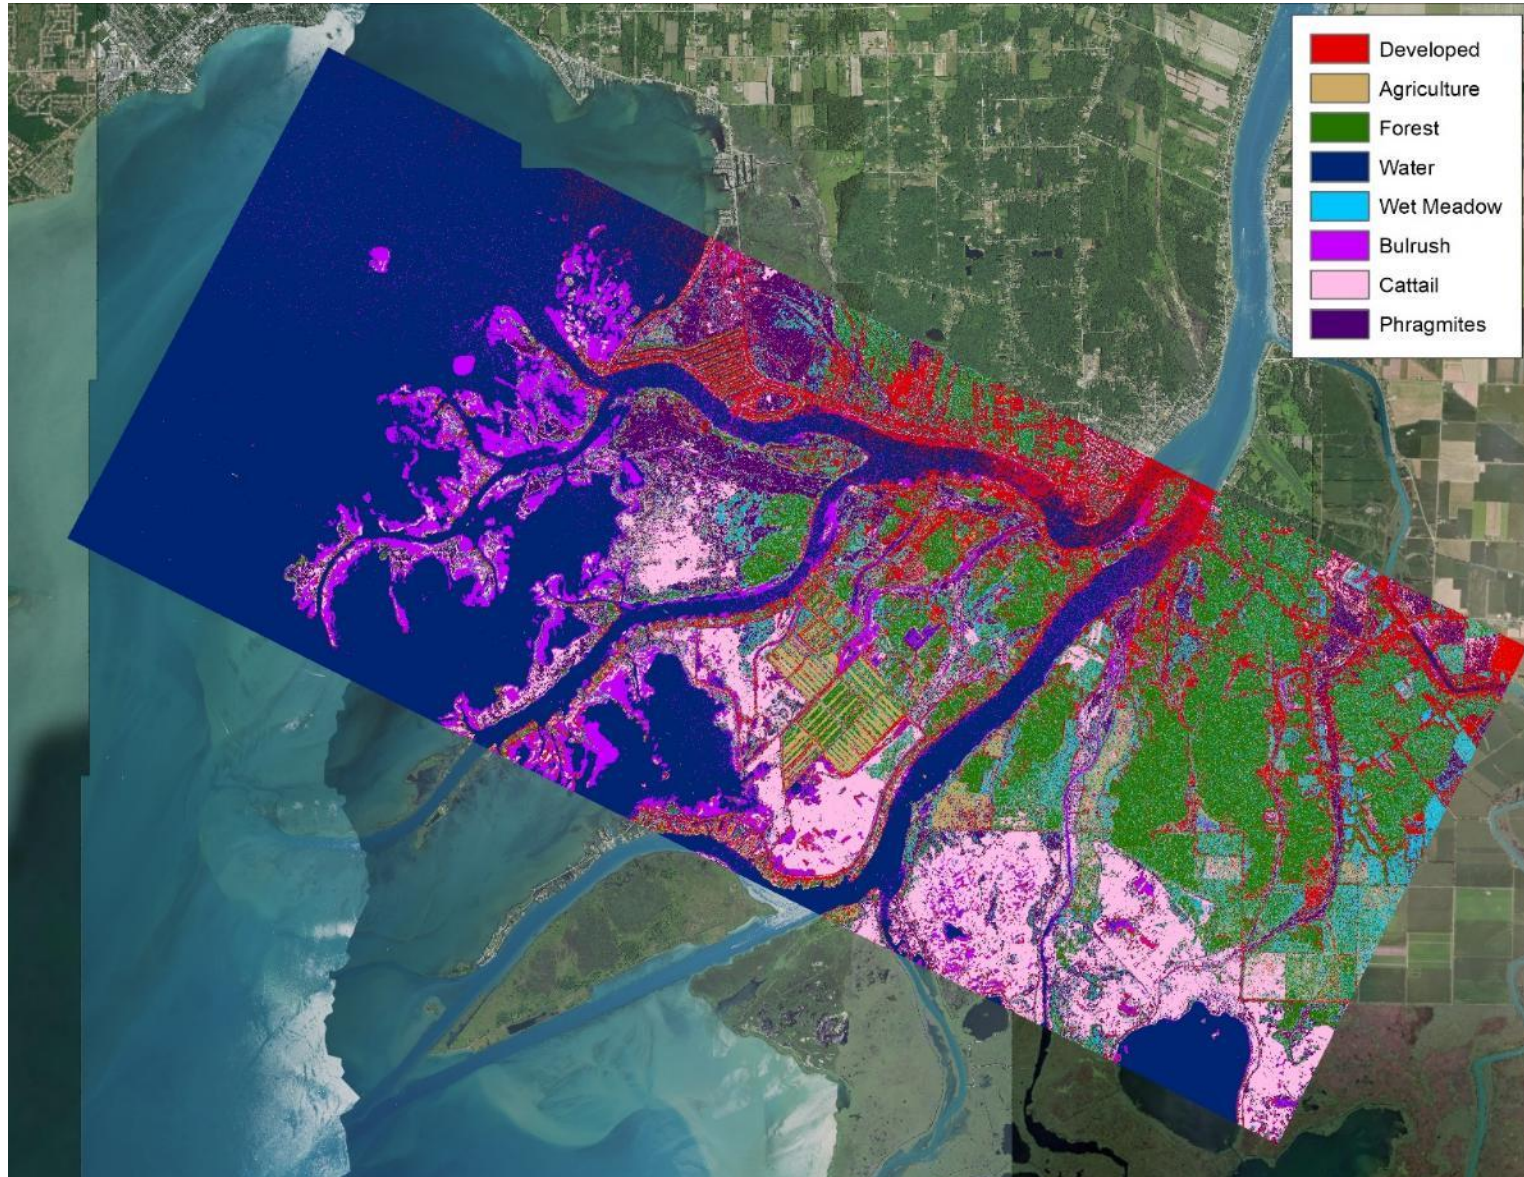 Developed
Agriculture
Forest
Water
Wet Meadow
Bulrush
Cattail
Phragmites